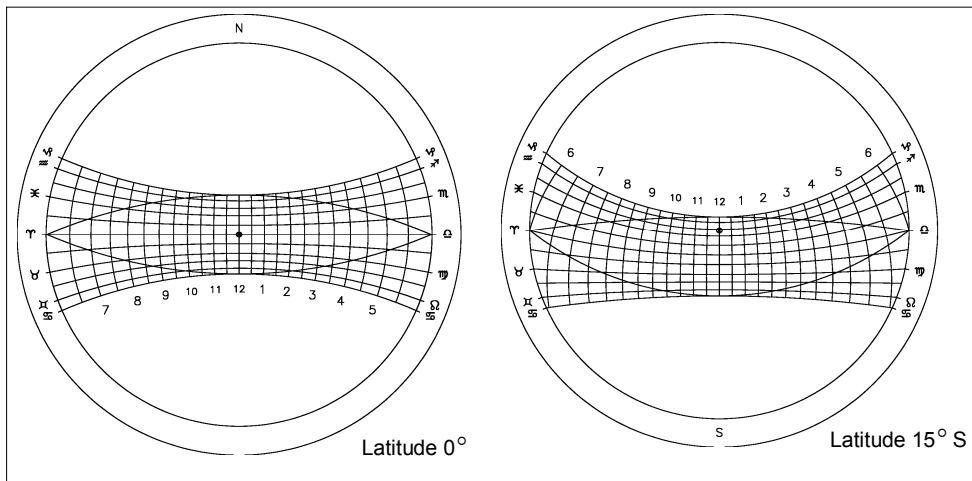 N
♑ ♑
♒ ♐
♓ ♏
♈ ♎
♉ ♍
♊ ♌
♋ ♋
7 8 9 10 11 12 1 2 3 4 5
Latitude 0°
♑ 6 7 8 9 10 11 12 1 2 3 4 5 6 ♑
♒ ♐
♓ ♏
♈ ♎
♉ ♍
♊ ♌
♋ ♋
S
Latitude 15° S